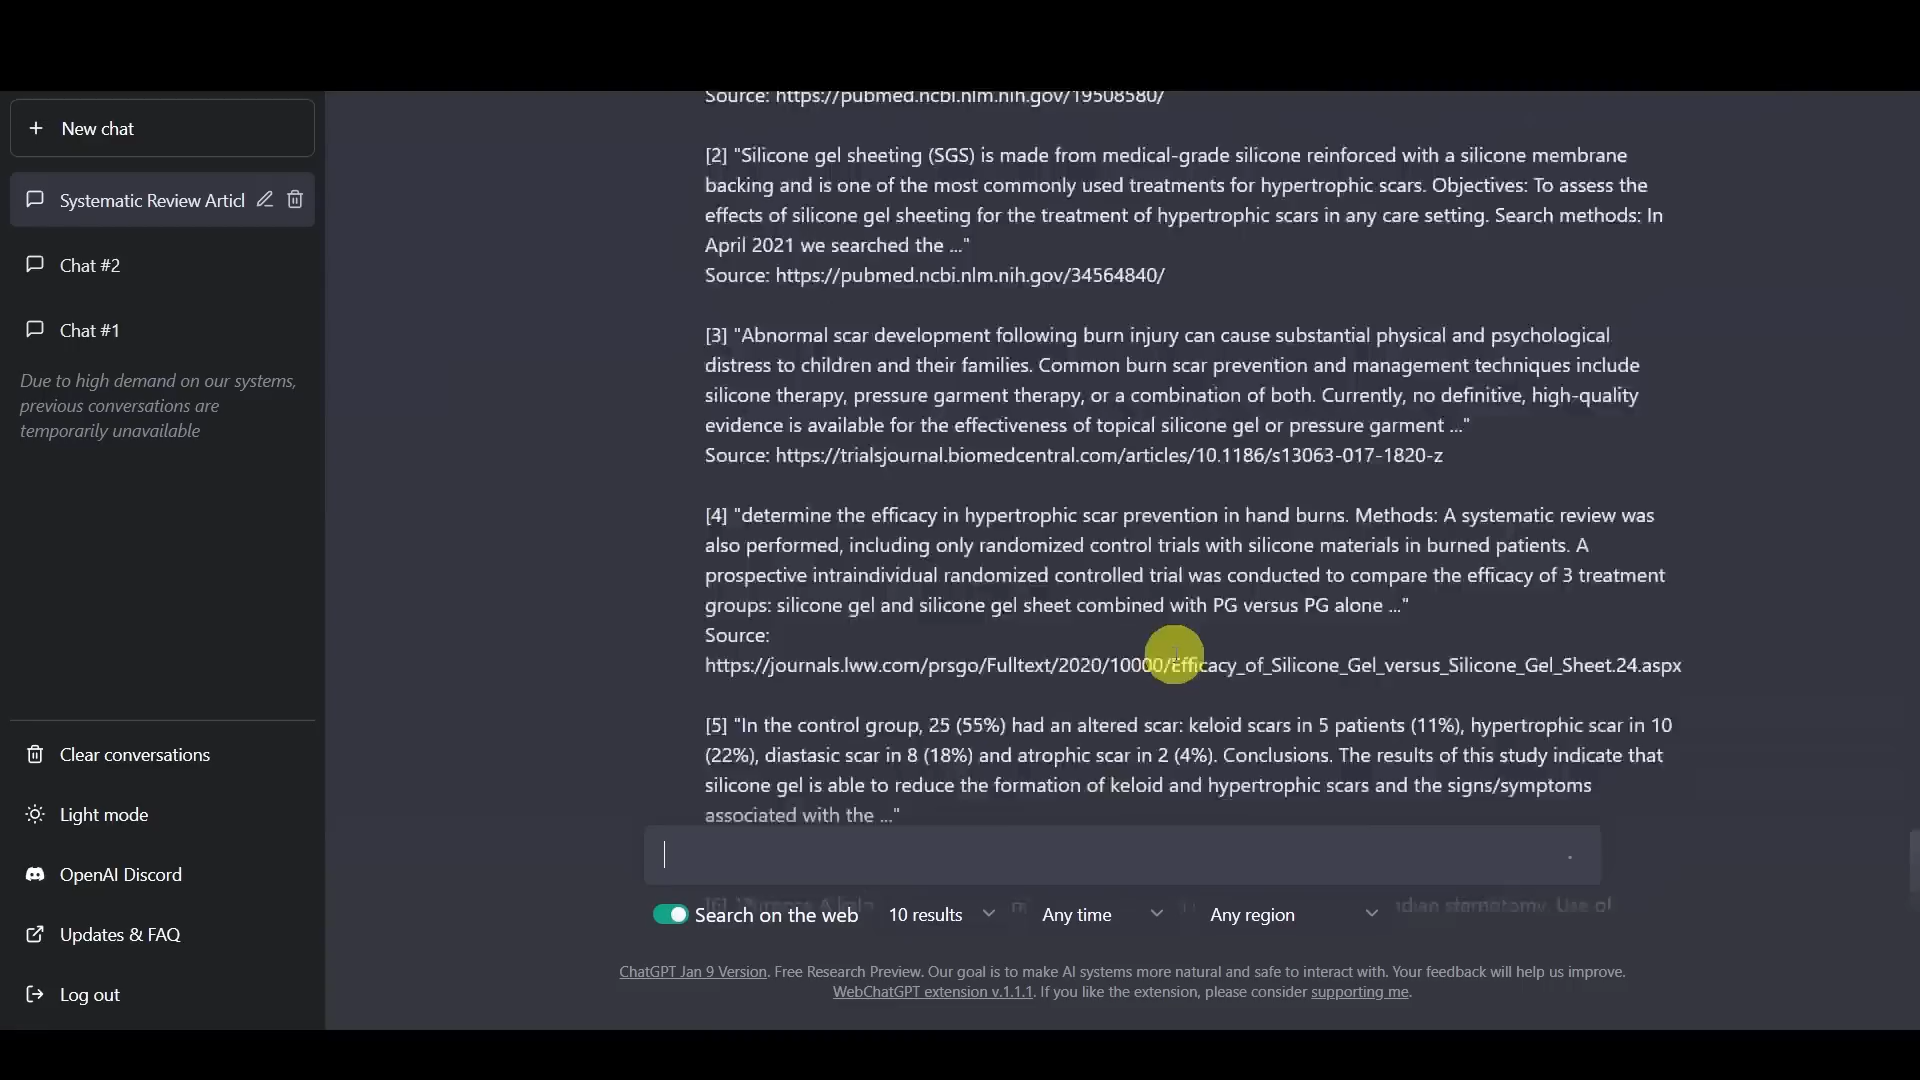 New chat
Systematic Review Articl
Chat #2
Chat #1
Due to high demand on our systems,
previous conversations are
temporarily unavailable
Clear conversations
Light mode
OpenAI Discord
Updates & FAQ
Log out
Source: https://pubmed.ncbi.nlm.nih.gov/19508580/
[2] "Silicone gel sheeting (SGS) is made from medical-grade silicone reinforced with a silicone membrane
backing and is one of the most commonly used treatments for hypertrophic scars. Objectives: To assess the
effects of silicone gel sheeting for the treatment of hypertrophic scars in any care setting. Search methods: In
April 2021 we searched the ..."
Source: https://pubmed.ncbi.nlm.nih.gov/34564840/
[3] "Abnormal scar development following burn injury can cause substantial physical and psychological
distress to children and their families. Common burn scar prevention and management techniques include
silicone therapy, pressure garment therapy, or a combination of both. Currently, no definitive, high-quality
evidence is available for the effectiveness of topical silicone gel or pressure garment ..."
Source: https://trialsjournal.biomedcentral.com/articles/10.1186/s13063-017-1820-z
[4] "determine the efficacy in hypertrophic scar prevention in hand burns. Methods: A systematic review was
also performed, including only randomized control trials with silicone materials in burned patients. A
prospective intraindividual randomized controlled trial was conducted to compare the efficacy of 3 treatment
groups: silicone gel and silicone gel sheet combined with PG versus PG alone ..."
Source:
https://journals.lww.com/prsgo/Fulltext/2020/10000/Efficacy_of_Silicone_Gel_versus_Silicone_Gel_Sheet.24.aspx
[5] "In the control group, 25 (55%) had an altered scar: keloid scars in 5 patients (11%), hypertrophic scar in 10
(22%), diastasic scar in 8 (18%) and atrophic scar in 2 (4%). Conclusions. The results of this study indicate that
silicone gel is able to reduce the formation of keloid and hypertrophic scars and the signs/symptoms
associated with the ..."
Search on the web 10 results Any time Any region
ChatGPT Jan 9 Version. Free Research Preview. Our goal is to make AI systems more natural and safe to interact with. Your feedback will help us improve.
WebChatGPT extension v.1.1.1. If you like the extension, please consider supporting me.